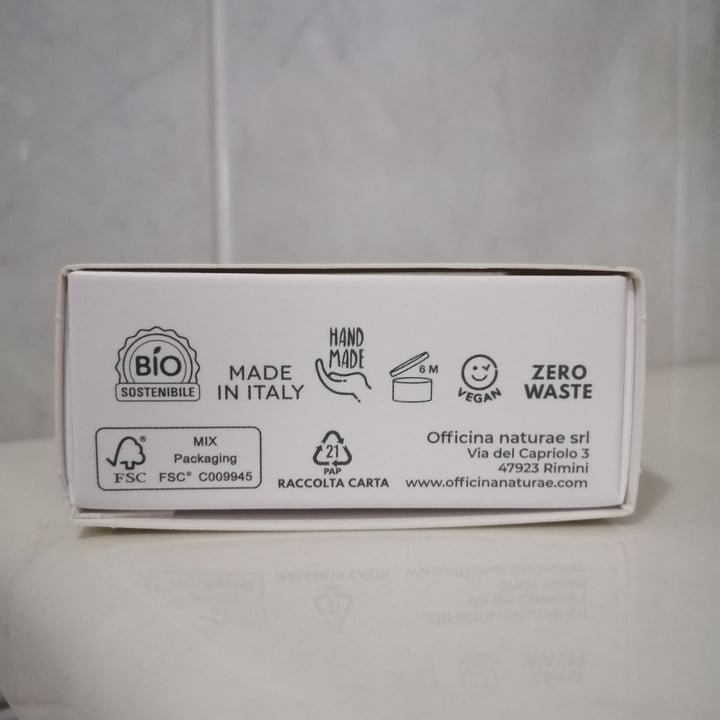 BIO
SOSTENIBILE
MADE
IN ITALY
HAND
MADE
6 M
VEGAN
ZERO
WASTE
FSC®
MIX
Packaging
FSC® C009945
21
PAP
RACCOLTA CARTA
Officina naturae srl
Via del Capriolo 3
47923 Rimini
www.officinanaturae.com